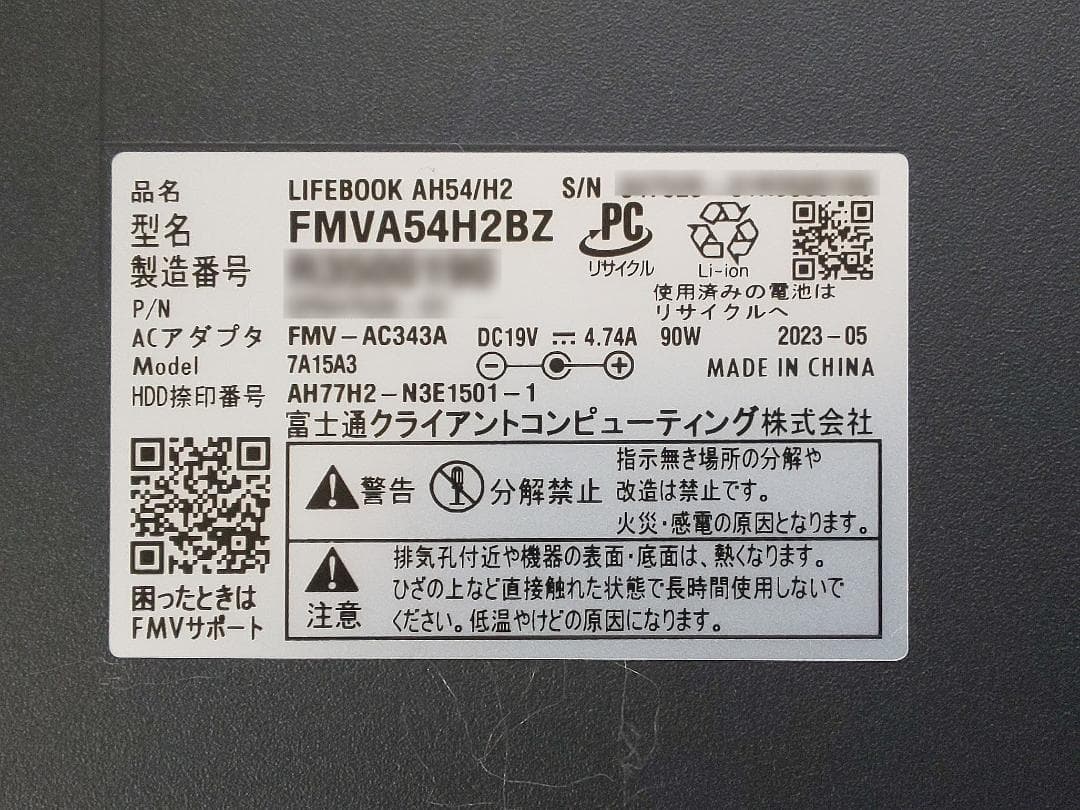 品名 LIFEBOOK AH54/H2 S/N
型名 FMVA54H2BZ
PC
リサイクル
Li-ion
製造番号
使用済みの電池は
リサイクルへ
P/N
ACアダプタ FMV-AC343A DC19V 4.74A 90W 2023-05
Model 7A15A3 MADE IN CHINA
HDD捺印番号 AH77H2-N3E1501-1
富士通クライアントコンピューティング株式会社
警告 分解禁止
指示無き場所の分解や
改造は禁止です。
火災・感電の原因となります。
注意
排気孔付近や機器の表面・底面は、熱くなります。
ひざの上など直接触れた状態で長時間使用しないで
ください。低温やけどの原因になります。
困ったときは
FMVサポート